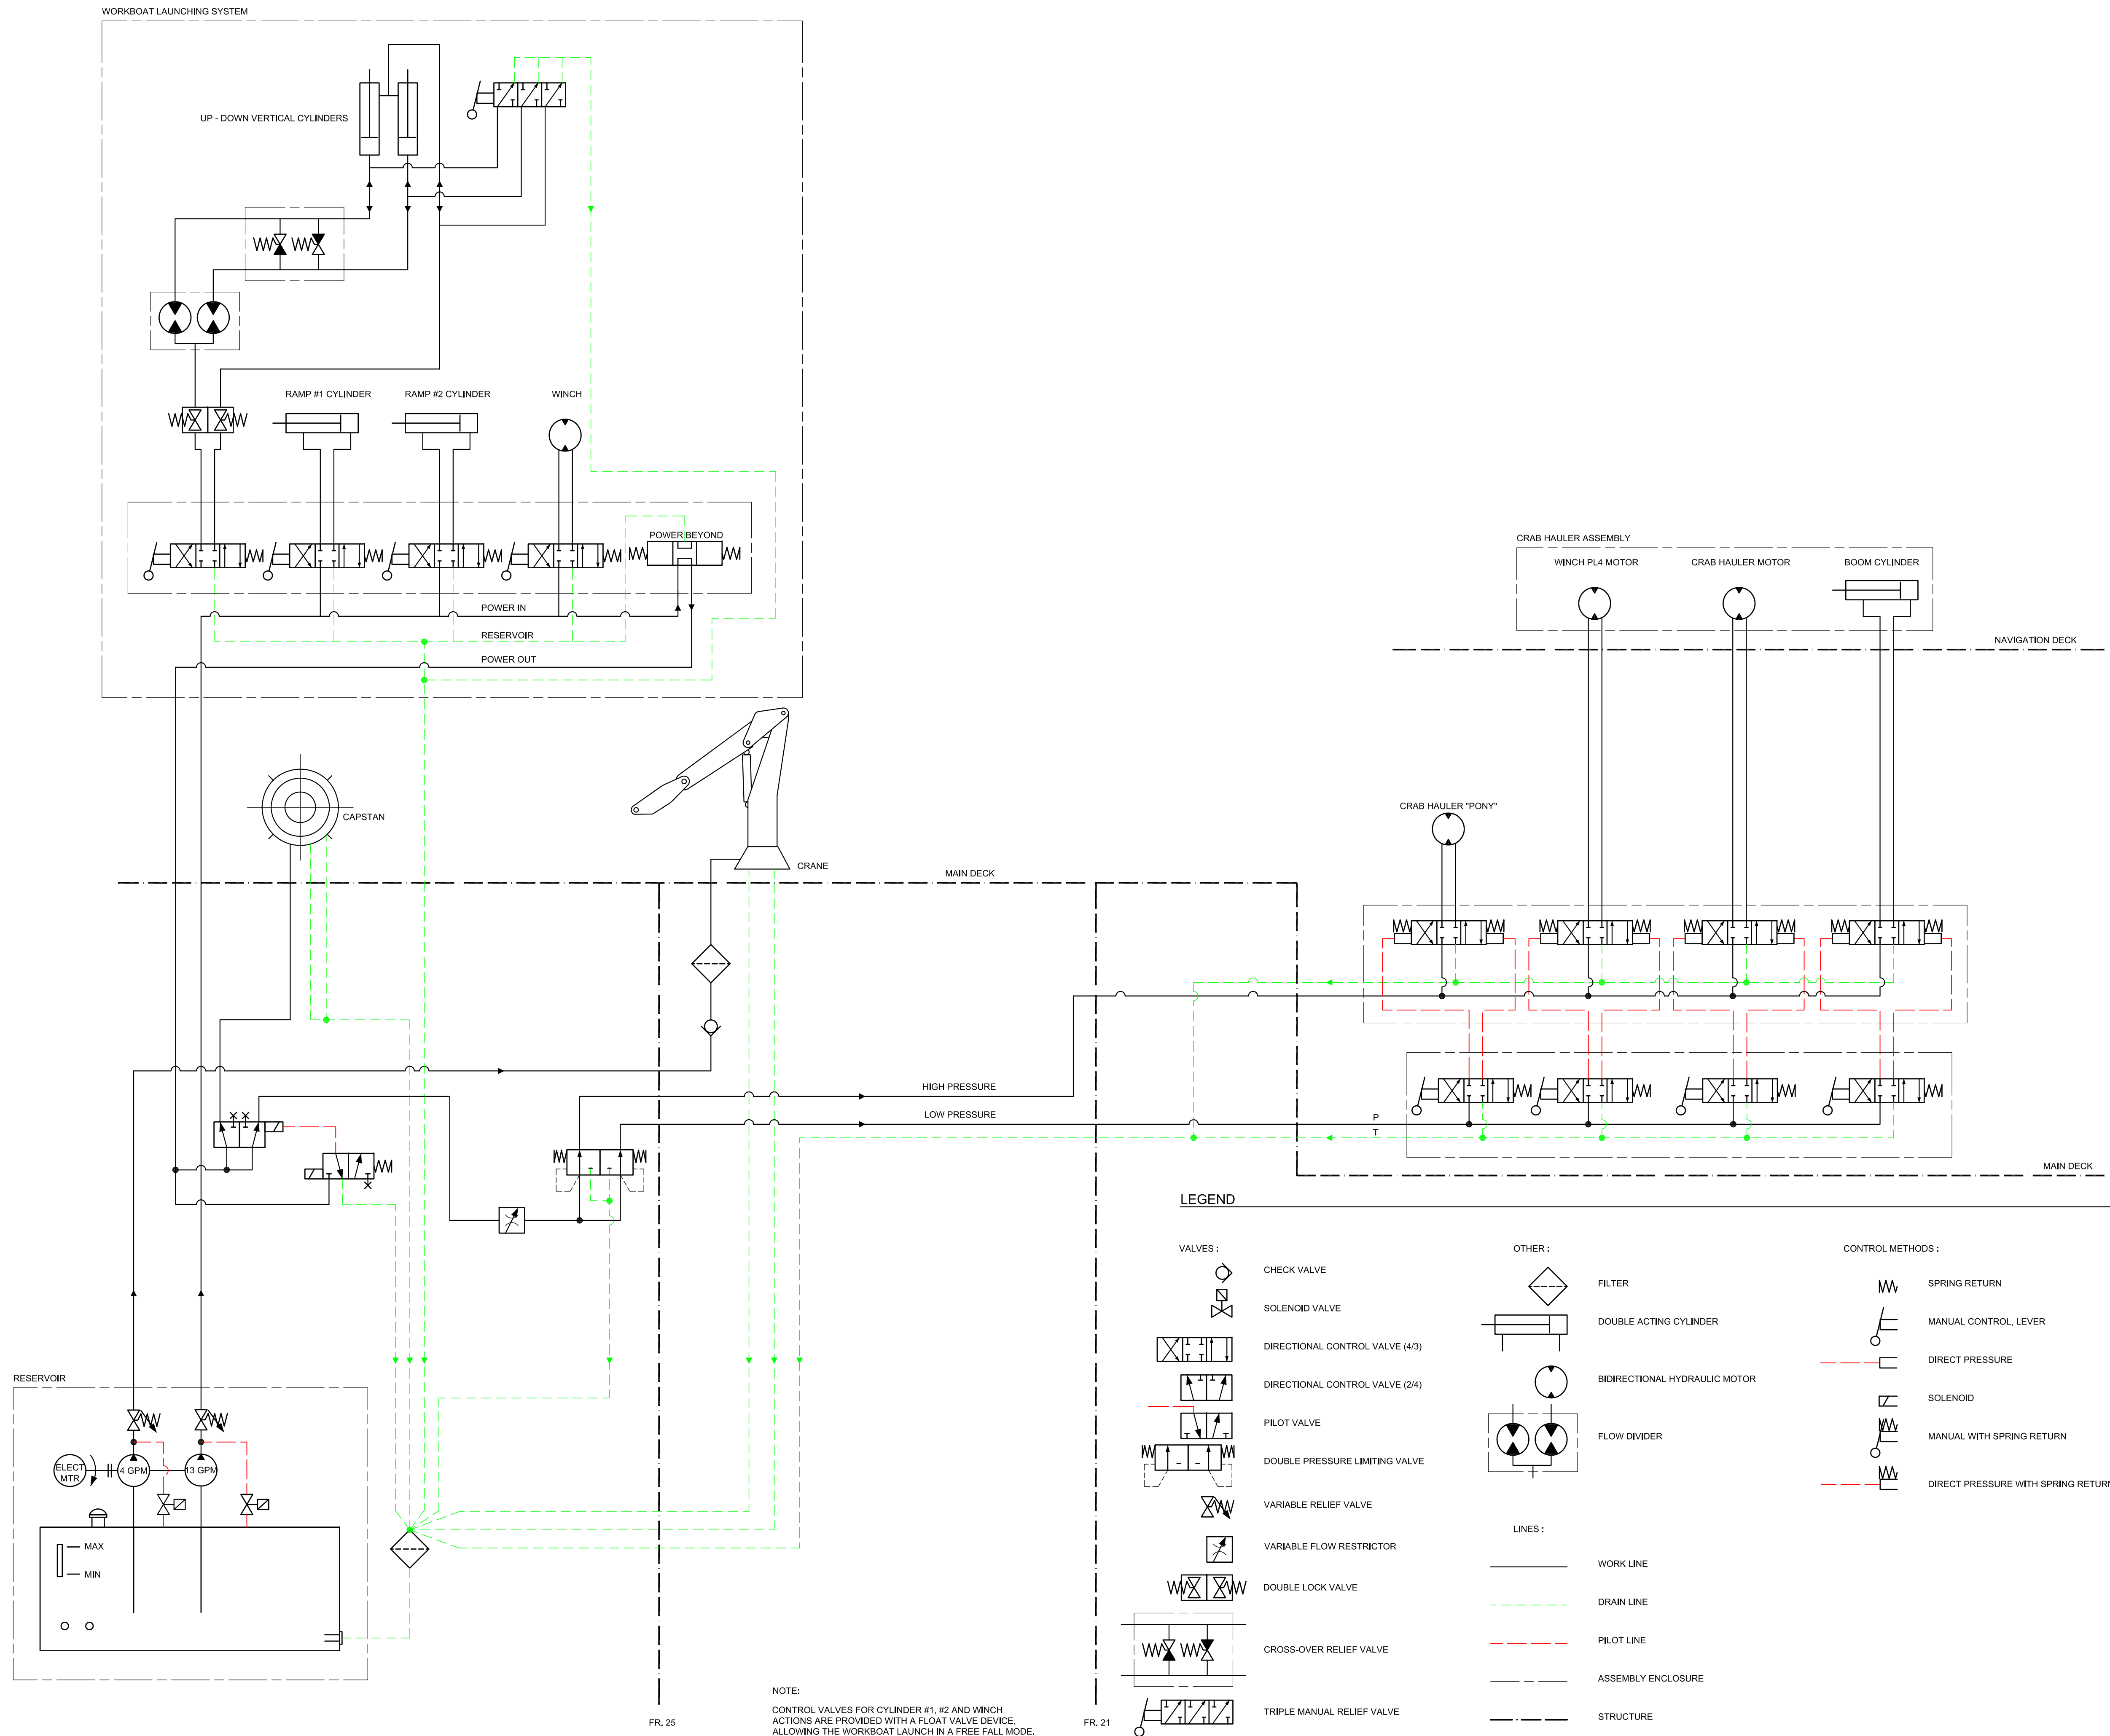 WORKBOAT LAUNCHING SYSTEM
UP - DOWN VERTICAL CYLINDERS
RAMP #1 CYLINDER
RAMP #2 CYLINDER
WINCH
POWER BEYOND
POWER IN
RESERVOIR
POWER OUT
CRAB HAULER ASSEMBLY
WINCH PL4 MOTOR
CRAB HAULER MOTOR
BOOM CYLINDER
NAVIGATION DECK
CRAB HAULER "PONY"
CAPSTAN
CRANE
MAIN DECK
HIGH PRESSURE
LOW PRESSURE
P
T
MAIN DECK
RESERVOIR
ELECT
MTR
4 GPM
13 GPM
MAX
MIN
FR. 25
FR. 21
NOTE:
CONTROL VALVES FOR CYLINDER #1, #2 AND WINCH
ACTIONS ARE PROVIDED WITH A FLOAT VALVE DEVICE,
ALLOWING THE WORKBOAT LAUNCH IN A FREE FALL MODE.
LEGEND
VALVES :
CHECK VALVE
SOLENOID VALVE
DIRECTIONAL CONTROL VALVE (4/3)
DIRECTIONAL CONTROL VALVE (2/4)
PILOT VALVE
DOUBLE PRESSURE LIMITING VALVE
VARIABLE RELIEF VALVE
VARIABLE FLOW RESTRICTOR
DOUBLE LOCK VALVE
CROSS-OVER RELIEF VALVE
TRIPLE MANUAL RELIEF VALVE
OTHER :
FILTER
DOUBLE ACTING CYLINDER
BIDIRECTIONAL HYDRAULIC MOTOR
FLOW DIVIDER
LINES :
WORK LINE
DRAIN LINE
PILOT LINE
ASSEMBLY ENCLOSURE
STRUCTURE
CONTROL METHODS :
SPRING RETURN
MANUAL CONTROL, LEVER
DIRECT PRESSURE
SOLENOID
MANUAL WITH SPRING RETURN
DIRECT PRESSURE WITH SPRING RETURN